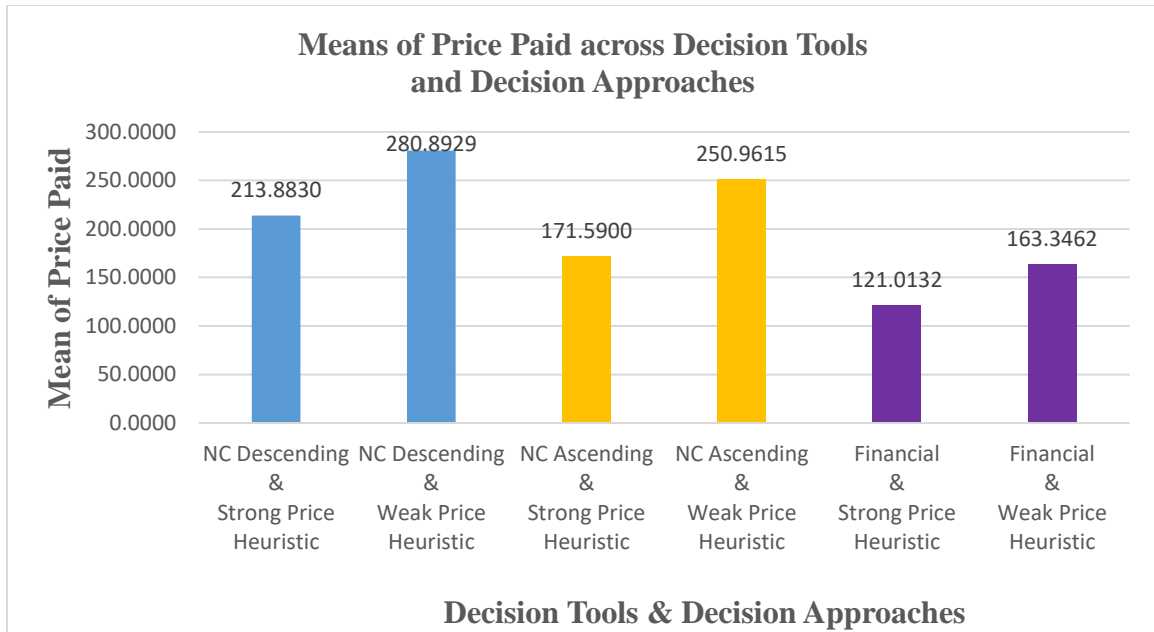 Means of Price Paid across Decision Tools
and Decision Approaches
Mean of Price Paid
300.0000
250.0000
200.0000
150.0000
100.0000
50.0000
0.0000
213.8830
280.8929
171.5900
250.9615
121.0132
163.3462
NC Descending
&
Strong Price
Heuristic
NC Descending
&
Weak Price
Heuristic
NC Ascending
&
Strong Price
Heuristic
NC Ascending
&
Weak Price
Heuristic
Financial
&
Strong Price
Heuristic
Financial
&
Weak Price
Heuristic
Decision Tools & Decision Approaches